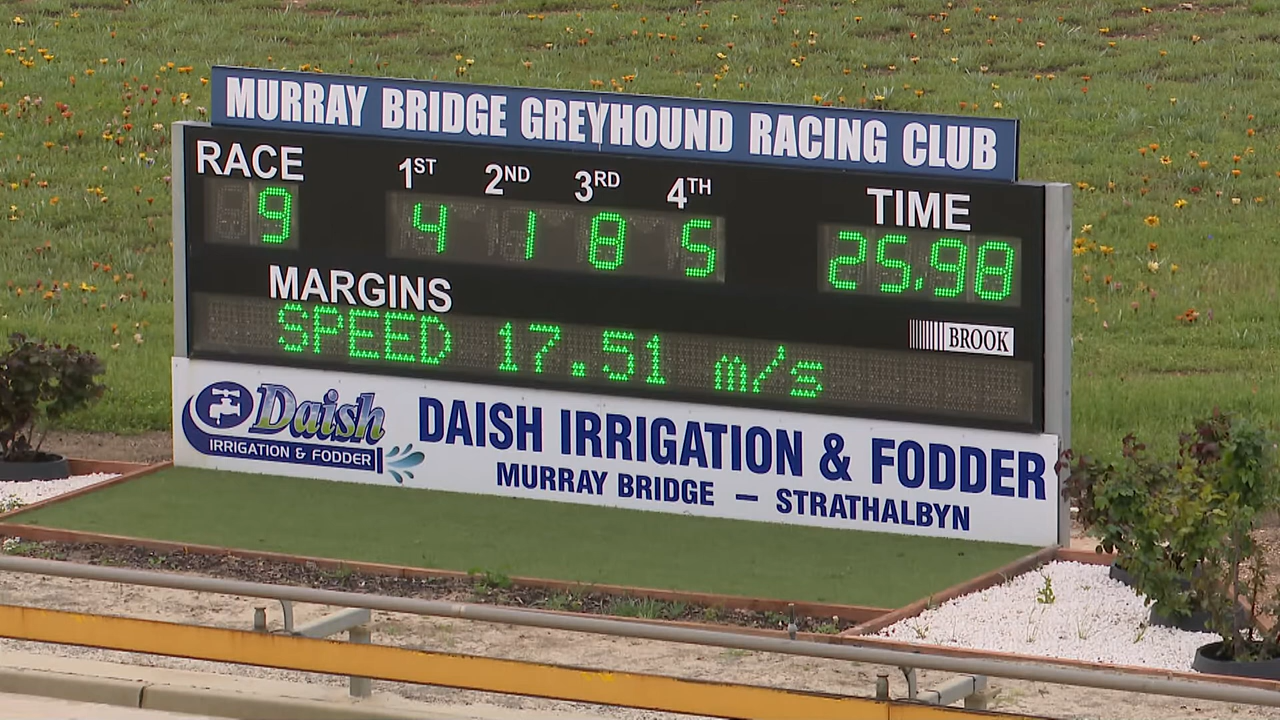 MURRAY BRIDGE GREYHOUND RACING CLUB
RACE 1ST 2ND 3RD 4TH TIME
9 4 1 8 5 25.98
MARGINS
SPEED 17.51 m/s
BROOK
Daish
IRRIGATION & FODDER
DAISH IRRIGATION & FODDER
MURRAY BRIDGE – STRATHALBYN